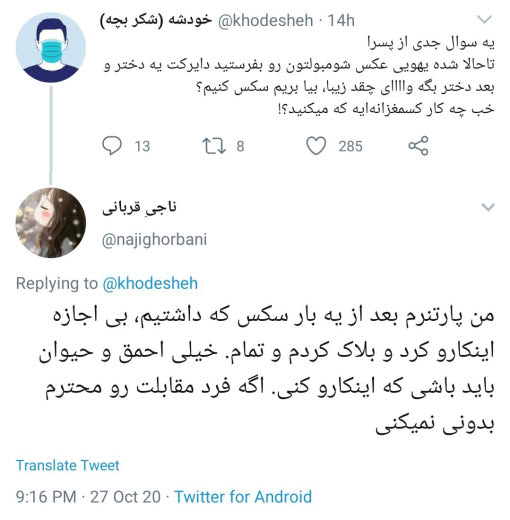 خودشه (شکر بچه) @khodesheh · 14h
یه سوال جدی از پسرا
تاحالا شده یهویی عکس شومبولتون رو بفرستید دایرکت یه دختر و
بعد دختر بگه واااای چقد زیبا، بیا بریم سکس کنیم؟
خب چه کار کسمغزانه‌ایه که میکنید؟!
13 8 285
ناجیِ قربانی
@najighorbani
Replying to @khodesheh
من پارتنرم بعد از یه بار سکس که داشتیم، بی اجازه
اینکارو کرد و بلاک کردم و تمام. خیلی احمق و حیوان
باید باشی که اینکارو کنی. اگه فرد مقابلت رو محترم
بدونی نمیکنی
Translate Tweet
9:16 PM · 27 Oct 20 · Twitter for Android